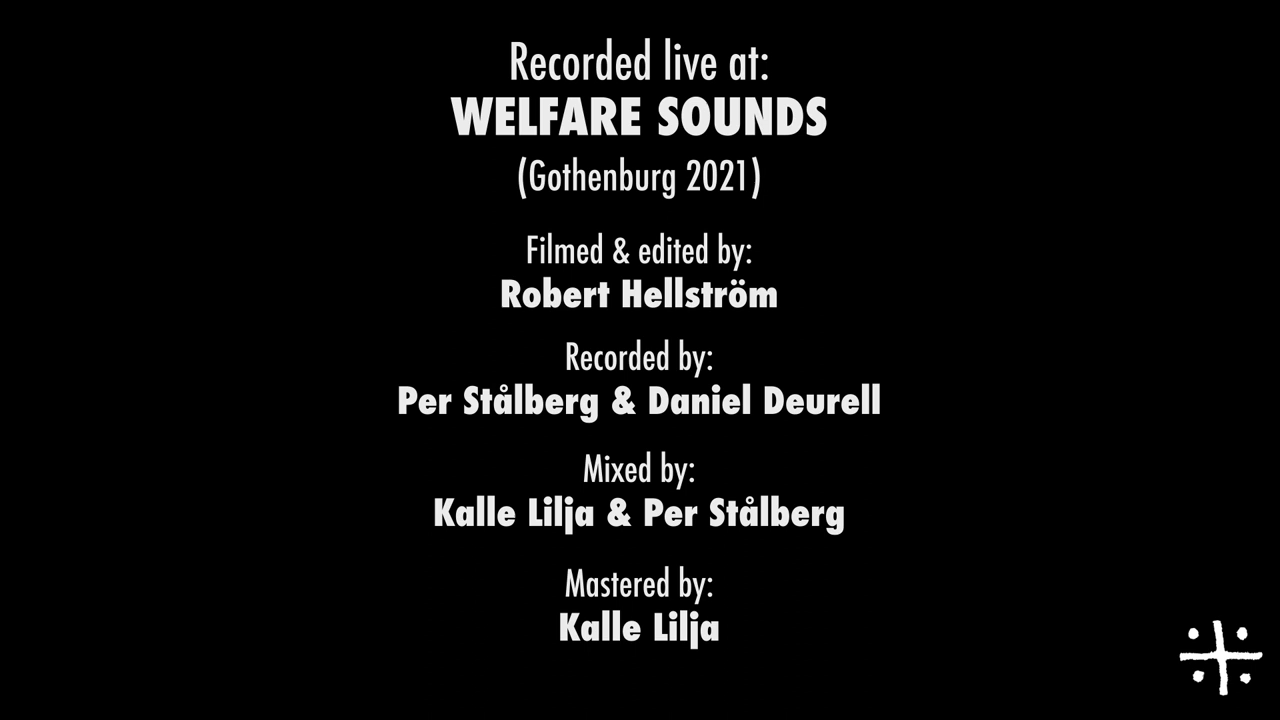 Recorded live at:
WELFARE SOUNDS
(Gothenburg 2021)
Filmed & edited by:
Robert Hellström
Recorded by:
Per Stålberg & Daniel Deurell
Mixed by:
Kalle Lilja & Per Stålberg
Mastered by:
Kalle Lilja